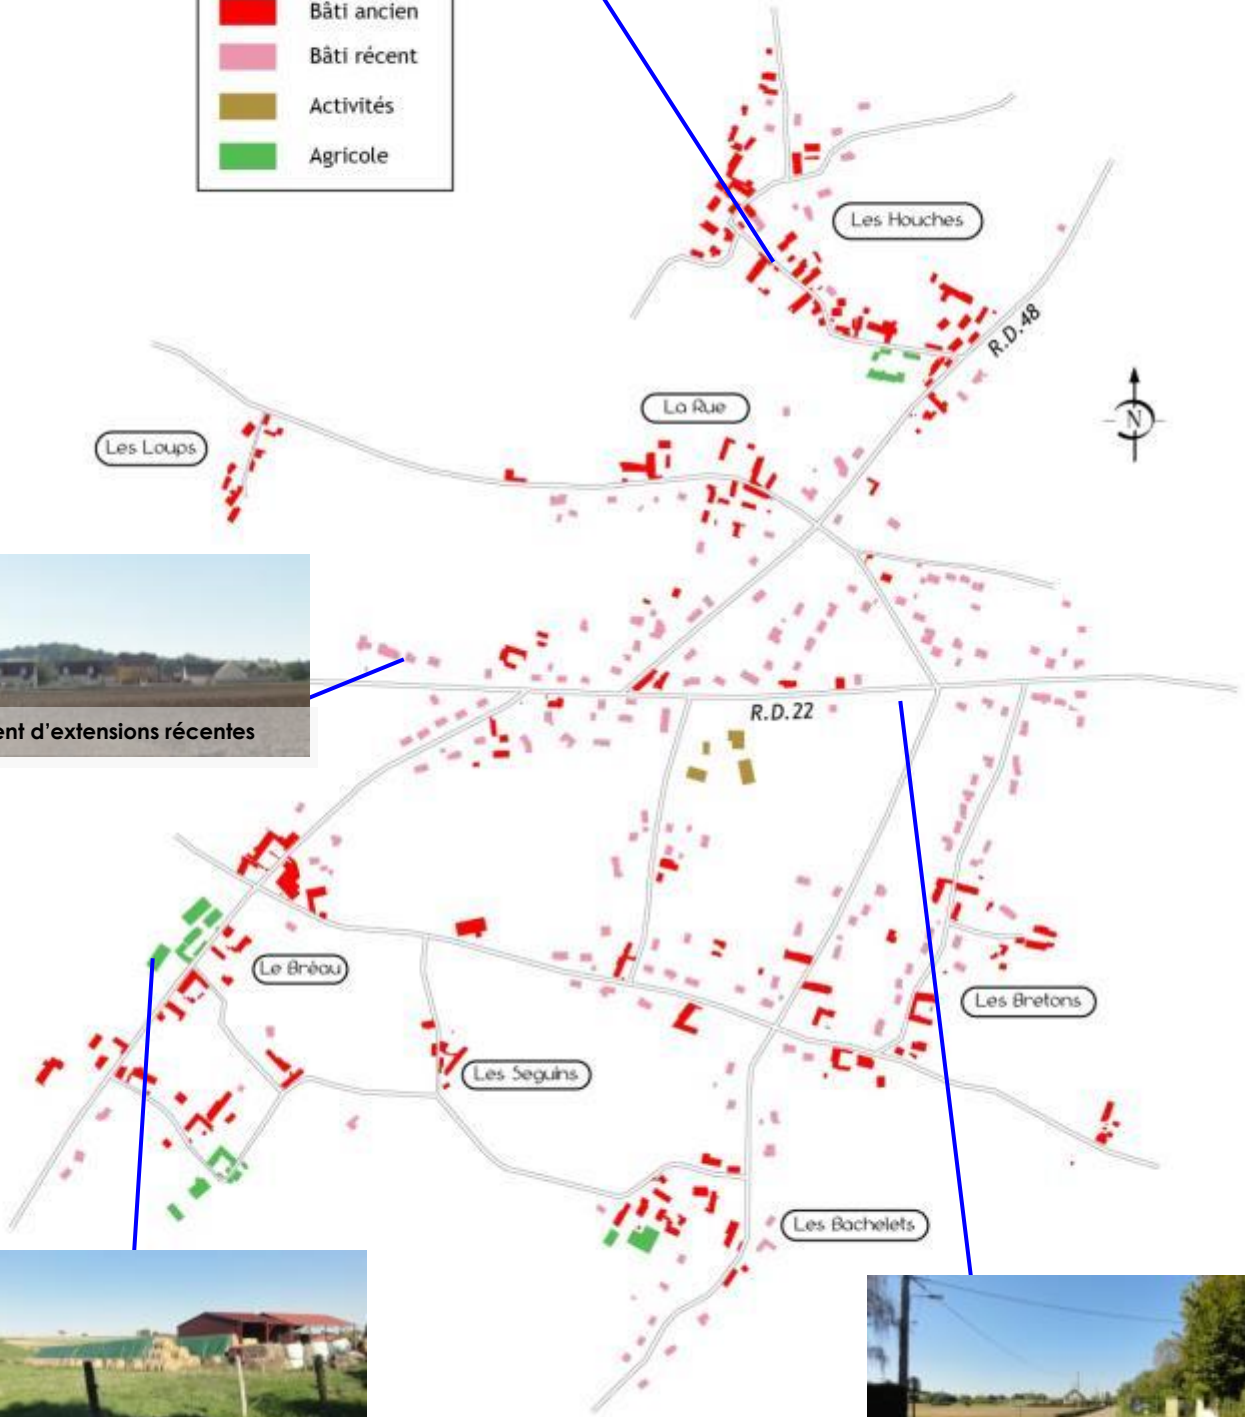 Bâti ancien
Bâti récent
Activités
Agricole
Les Houches
R.D.48
La Rue
N
Les Loups
d'extensions récentes
R.D.22
Le Bréau
Les Bretons
Les Seguins
Les Bachelets